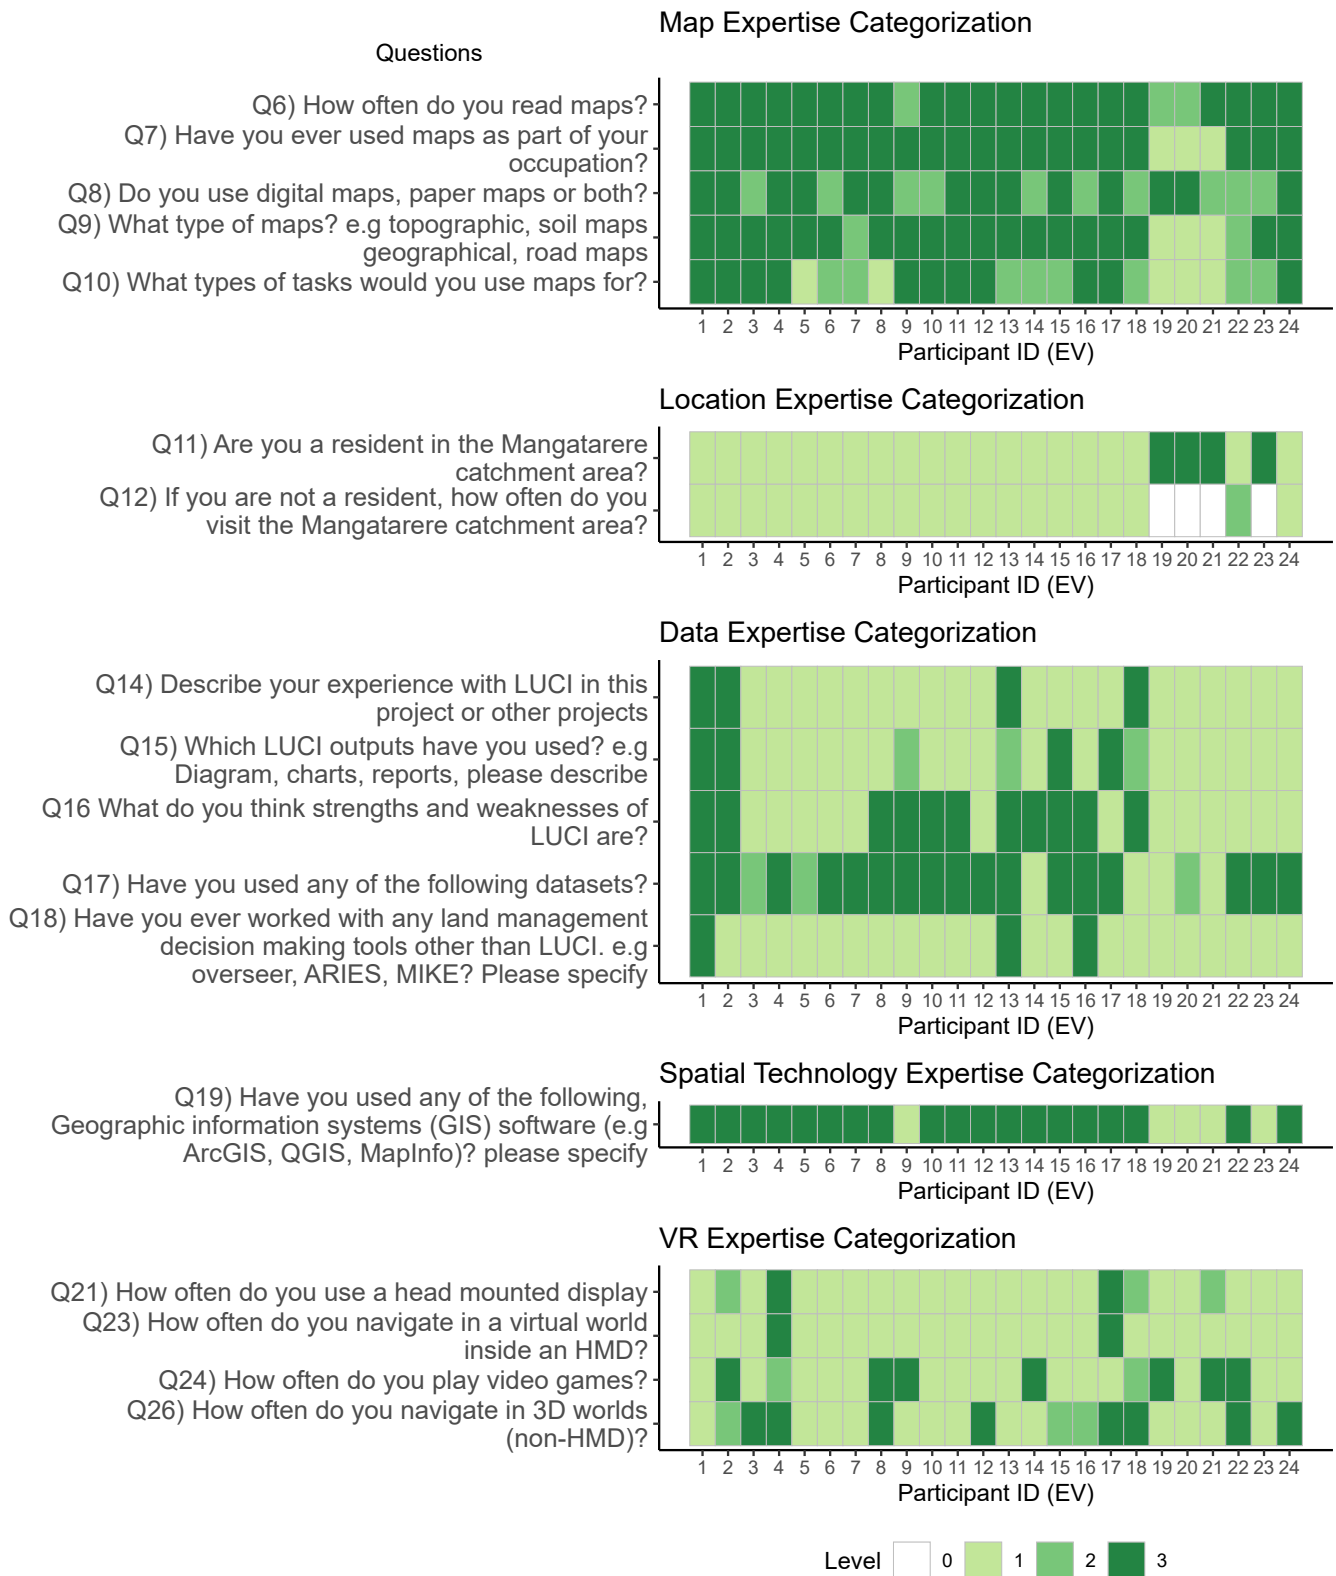 Map Expertise Categorization
Questions
Q6) How often do you read maps?
Q7) Have you ever used maps as part of your
occupation?
Q8) Do you use digital maps, paper maps or both?
Q9) What type of maps? e.g topographic, soil maps
geographical, road maps
Q10) What types of tasks would you use maps for?
1 2 3 4 5 6 7 8 9 10 11 12 13 14 15 16 17 18 19 20 21 22 23 24
Participant ID (EV)
Location Expertise Categorization
Q11) Are you a resident in the Mangatarere
catchment area?
Q12) If you are not a resident, how often do you
visit the Mangatarere catchment area?
1 2 3 4 5 6 7 8 9 10 11 12 13 14 15 16 17 18 19 20 21 22 23 24
Participant ID (EV)
Data Expertise Categorization
Q14) Describe your experience with LUCI in this
project or other projects
Q15) Which LUCI outputs have you used? e.g
Diagram, charts, reports, please describe
Q16 What do you think strengths and weaknesses of
LUCI are?
Q17) Have you used any of the following datasets?
Q18) Have you ever worked with any land management
decision making tools other than LUCI. e.g
overseer, ARIES, MIKE? Please specify
1 2 3 4 5 6 7 8 9 10 11 12 13 14 15 16 17 18 19 20 21 22 23 24
Participant ID (EV)
Spatial Technology Expertise Categorization
Q19) Have you used any of the following,
Geographic information systems (GIS) software (e.g
ArcGIS, QGIS, MapInfo)? please specify
1 2 3 4 5 6 7 8 9 10 11 12 13 14 15 16 17 18 19 20 21 22 23 24
Participant ID (EV)
VR Expertise Categorization
Q21) How often do you use a head mounted display
Q23) How often do you navigate in a virtual world
inside an HMD?
Q24) How often do you play video games?
Q26) How often do you navigate in 3D worlds
(non-HMD)?
1 2 3 4 5 6 7 8 9 10 11 12 13 14 15 16 17 18 19 20 21 22 23 24
Participant ID (EV)
Level 0 1 2 3